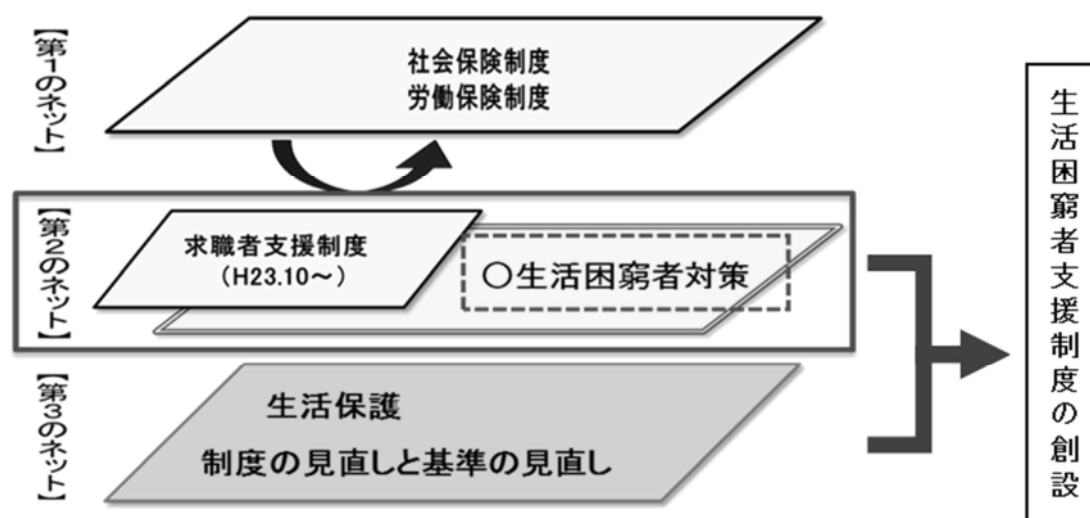 【第1のネット】
社会保険制度
労働保険制度
【第2のネット】
求職者支援制度
(H23.10～)
○生活困窮者対策
【第3のネット】
生活保護
制度の見直しと基準の見直し
生活困窮者支援制度の創設